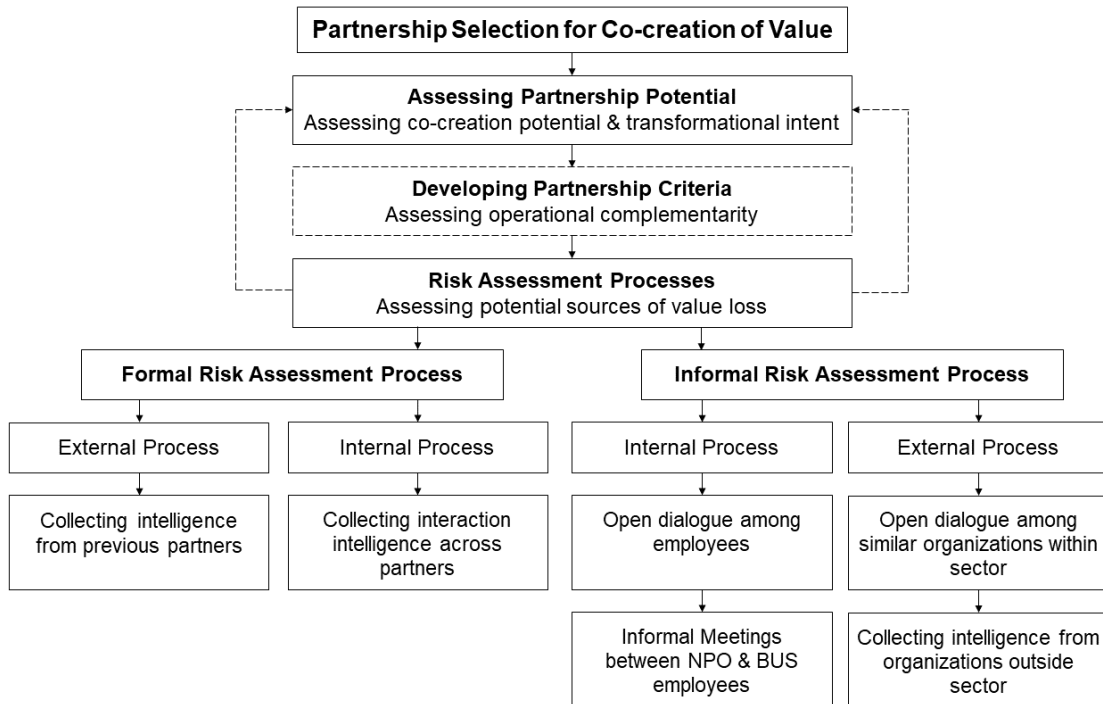 Partnership Selection for Co-creation of Value
Assessing Partnership Potential
Assessing co-creation potential & transformational intent
Developing Partnership Criteria
Assessing operational complementarity
Risk Assessment Processes
Assessing potential sources of value loss
Formal Risk Assessment Process
Informal Risk Assessment Process
External Process
Internal Process
Internal Process
External Process
Collecting intelligence
from previous partners
Collecting interaction
intelligence across
partners
Open dialogue among
employees
Open dialogue among
similar organizations within
sector
Informal Meetings
between NPO & BUS
employees
Collecting intelligence from
organizations outside
sector